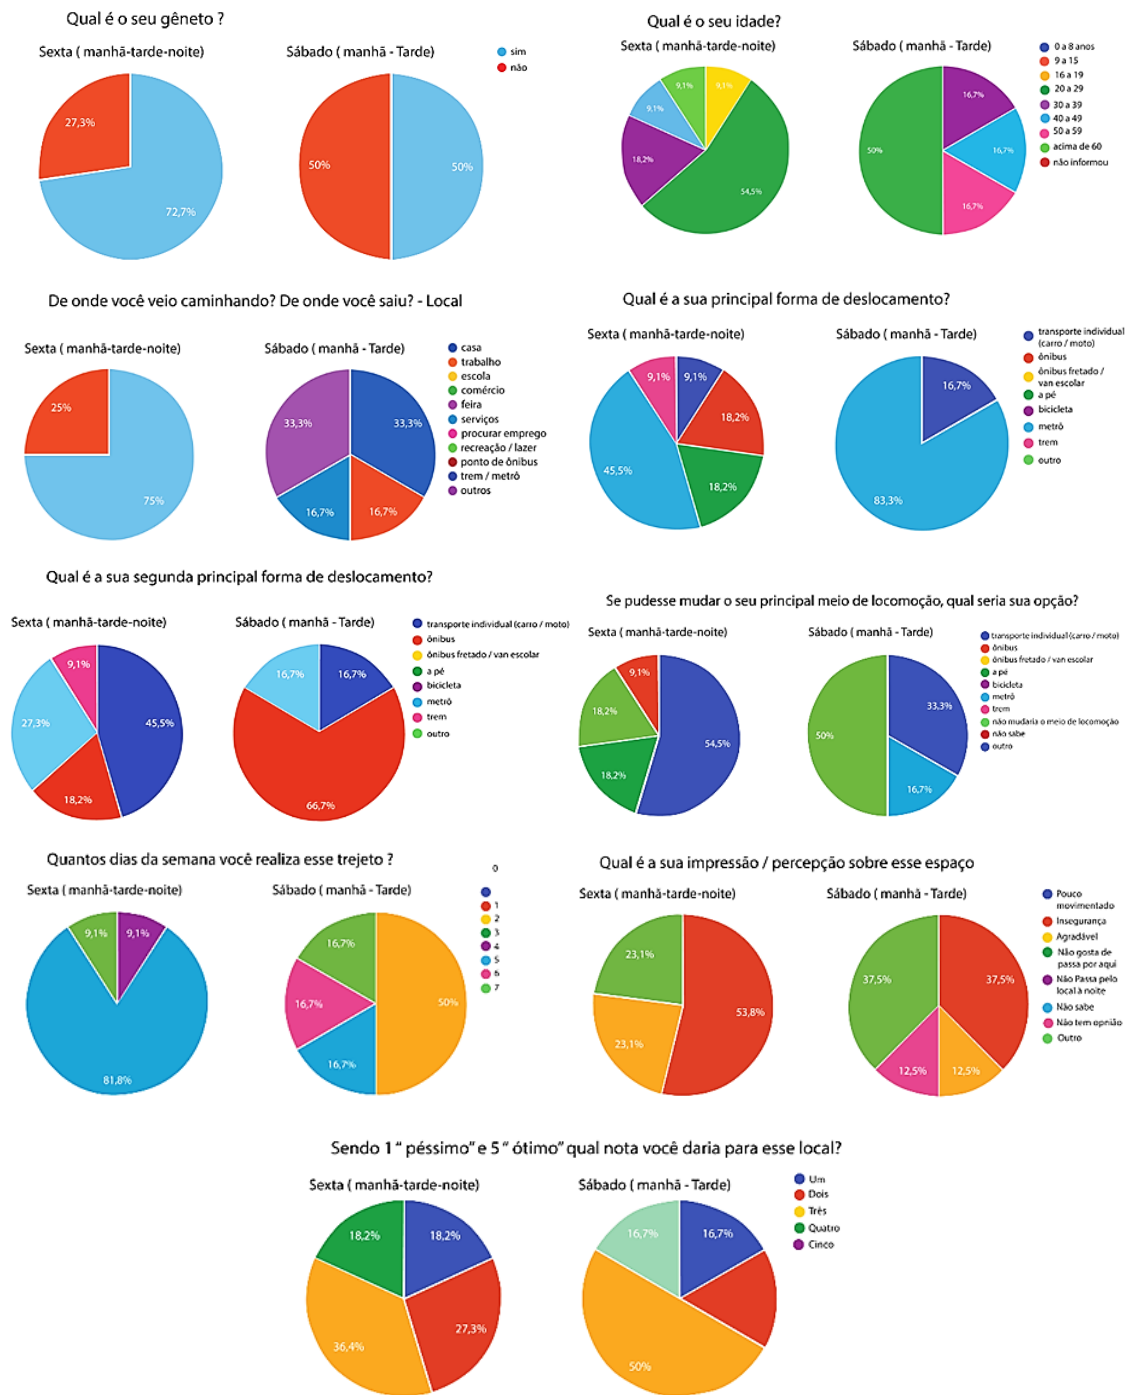 Qual é o seu gêneto ?
Sexta ( manhã-tarde-noite)
Sábado ( manhã - Tarde)
sim
não
27,3%
72,7%
50%
50%
Qual é o seu idade?
Sexta ( manhã-tarde-noite)
Sábado ( manhã - Tarde)
0 a 8 anos
9 a 15
16 a 19
20 a 29
30 a 39
40 a 49
50 a 59
acima de 60
não informou
9,1%
9,1%
9,1%
18,2%
54,5%
16,7%
50%
16,7%
16,7%
De onde você veio caminhando? De onde você saiu? - Local
Sexta ( manhã-tarde-noite)
Sábado ( manhã - Tarde)
casa
trabalho
escola
comércio
feira
serviços
procurar emprego
recreação / lazer
ponto de ônibus
trem / metrô
outros
25%
75%
33,3%
33,3%
16,7%
16,7%
Qual é a sua principal forma de deslocamento?
Sexta ( manhã-tarde-noite)
Sábado ( manhã - Tarde)
transporte individual
(carro / moto)
ônibus
ônibus fretado /
van escolar
a pé
bicicleta
metrô
trem
outro
9,1%
9,1%
18,2%
45,5%
18,2%
16,7%
83,3%
Qual é a sua segunda principal forma de deslocamento?
Sexta ( manhã-tarde-noite)
Sábado ( manhã - Tarde)
transporte individual (carro / moto)
ônibus
ônibus fretado / van escolar
a pé
bicicleta
metrô
trem
outro
9,1%
27,3%
45,5%
18,2%
16,7%
16,7%
66,7%
Se pudesse mudar o seu principal meio de locomoção, qual seria sua opção?
Sexta ( manhã-tarde-noite)
Sábado ( manhã - Tarde)
transporte individual (carro / moto)
ônibus
ônibus fretado / van escolar
a pé
bicicleta
metrô
trem
não mudaria o meio de locomoção
não sabe
outro
9,1%
18,2%
54,5%
18,2%
33,3%
50%
16,7%
Quantos dias da semana você realiza esse trejeto ?
Sexta ( manhã-tarde-noite)
Sábado ( manhã - Tarde)
0
1
2
3
4
5
6
7
9,1%
9,1%
81,8%
16,7%
16,7%
50%
16,7%
Qual é a sua impressão / percepção sobre esse espaço
Sexta ( manhã-tarde-noite)
Sábado ( manhã - Tarde)
Pouco
movimentado
Insegurança
Agradável
Não gosta de
passa por aqui
Não Passa pelo
local à noite
Não sabe
Não tem opnião
Outro
23,1%
53,8%
23,1%
37,5%
37,5%
12,5%
12,5%
Sendo 1 “ péssimo” e 5 “ ótimo” qual nota você daria para esse local?
Sexta ( manhã-tarde-noite)
Sábado ( manhã - Tarde)
Um
Dois
Três
Quatro
Cinco
18,2%
18,2%
27,3%
36,4%
16,7%
16,7%
50%